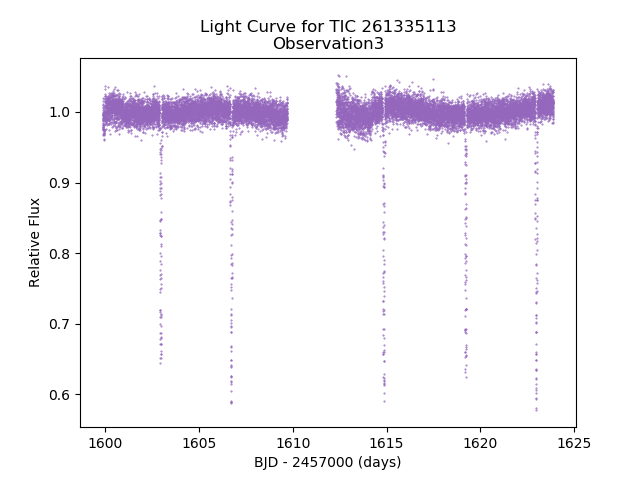 Light Curve for TIC 261335113
Observation3
1.0
0.9
0.8
0.7
0.6
Relative Flux
1600
1605
1610
1615
1620
1625
BJD - 2457000 (days)